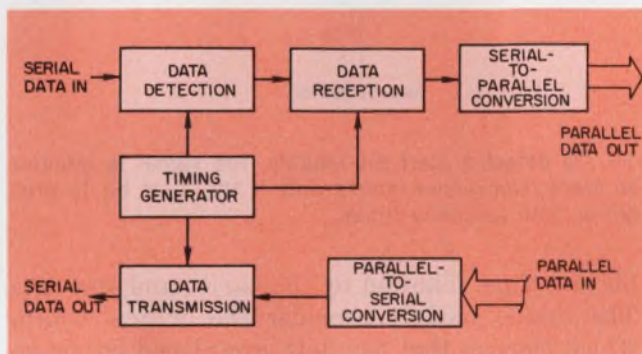 SERIAL
DATA IN
DATA
DETECTION
DATA
RECEPTION
SERIAL-
TO-
PARALLEL
CONVERSION
PARALLEL
DATA OUT
TIMING
GENERATOR
SERIAL
DATA OUT
DATA
TRANSMISSION
PARALLEL-
TO-
SERIAL
CONVERSION
PARALLEL
DATA IN